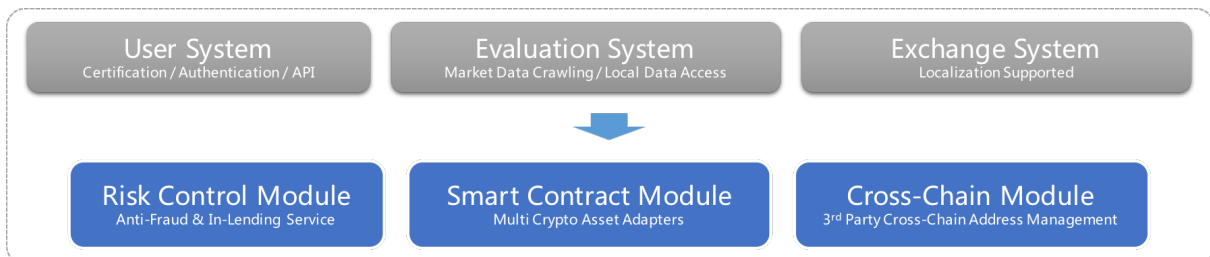 User System
Certification / Authentication / API
Evaluation System
Market Data Crawling / Local Data Access
Exchange System
Localization Supported
Risk Control Module
Anti-Fraud & In-Lending Service
Smart Contract Module
Multi Crypto Asset Adapters
Cross-Chain Module
3rd Party Cross-Chain Address Management